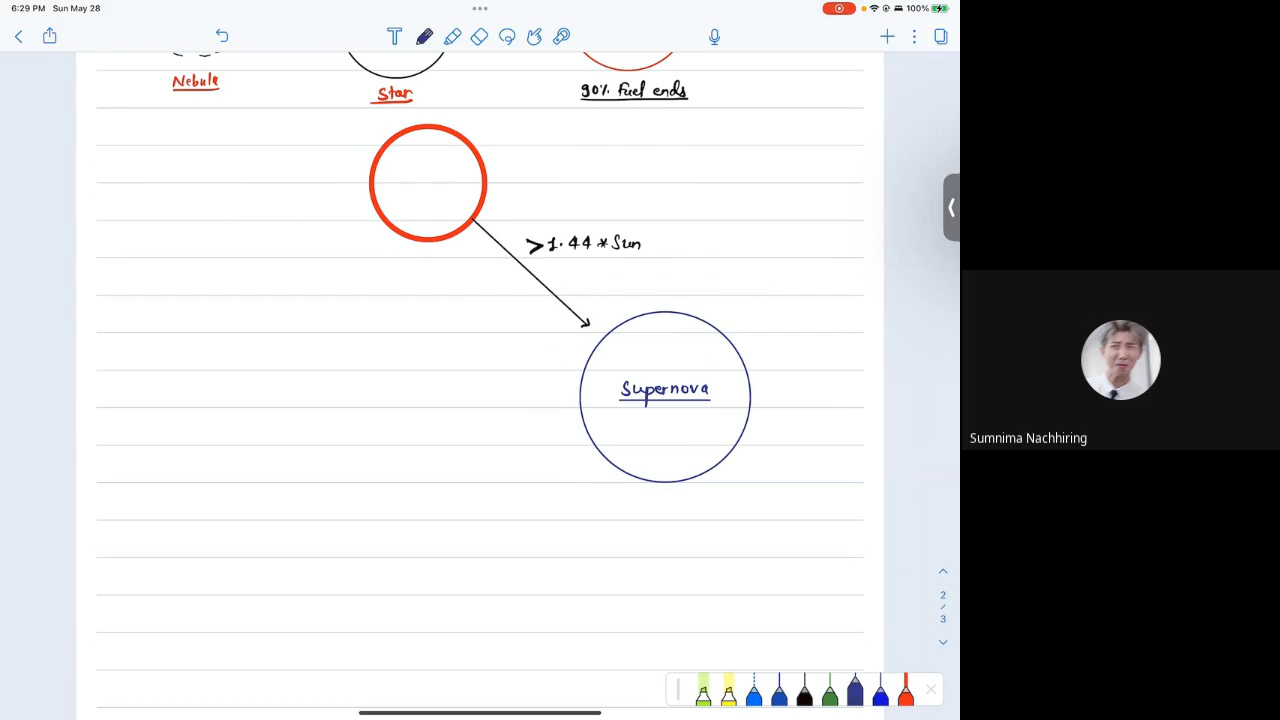 6:29 PM Sun May 28
100%
T
Nebula
Star
90% fuel ends
>1.44 * Sun
Supernova
Sumnima Nachhiring
2
/
3